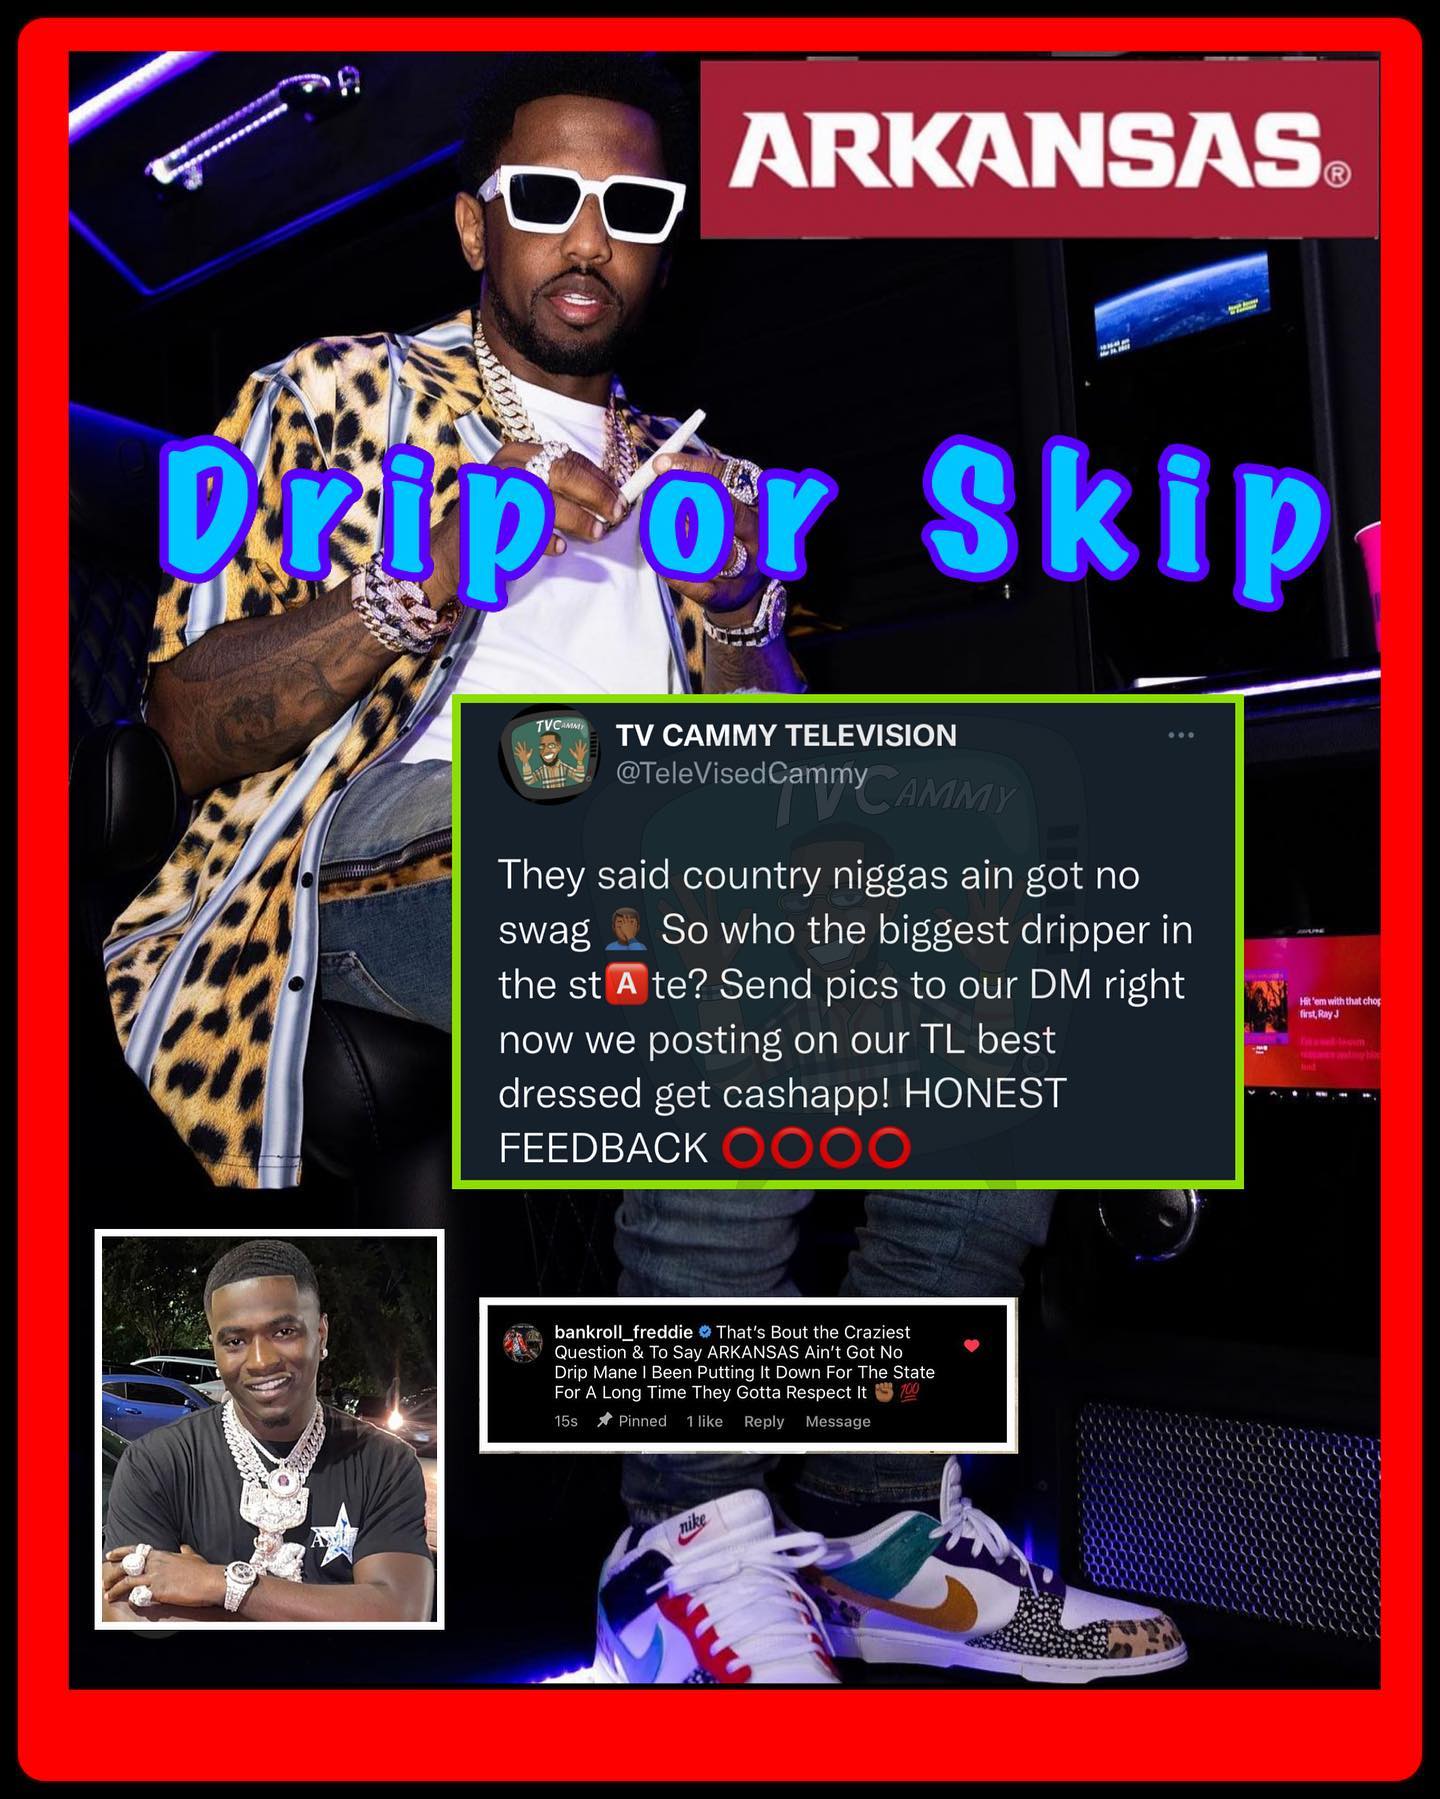 ARKANSAS®
Drip or Skip
TVCAMMY
TV CAMMY TELEVISION
@TeleVisedCammy
TVCAMMY
They said country niggas ain got no
swag 🤦🏾‍♂️ So who the biggest dripper in
the st🅰️te? Send pics to our DM right
now we posting on our TL best
dressed get cashapp! HONEST
FEEDBACK ⭕⭕⭕⭕
ALPINE
Hit 'em with that chop
first, Ray J
bankroll_freddie That's Bout the Craziest
Question & To Say ARKANSAS Ain't Got No
Drip Mane I Been Putting It Down For The State
For A Long Time They Gotta Respect It ✊🏾 💯
15s Pinned 1 like Reply Message
nike